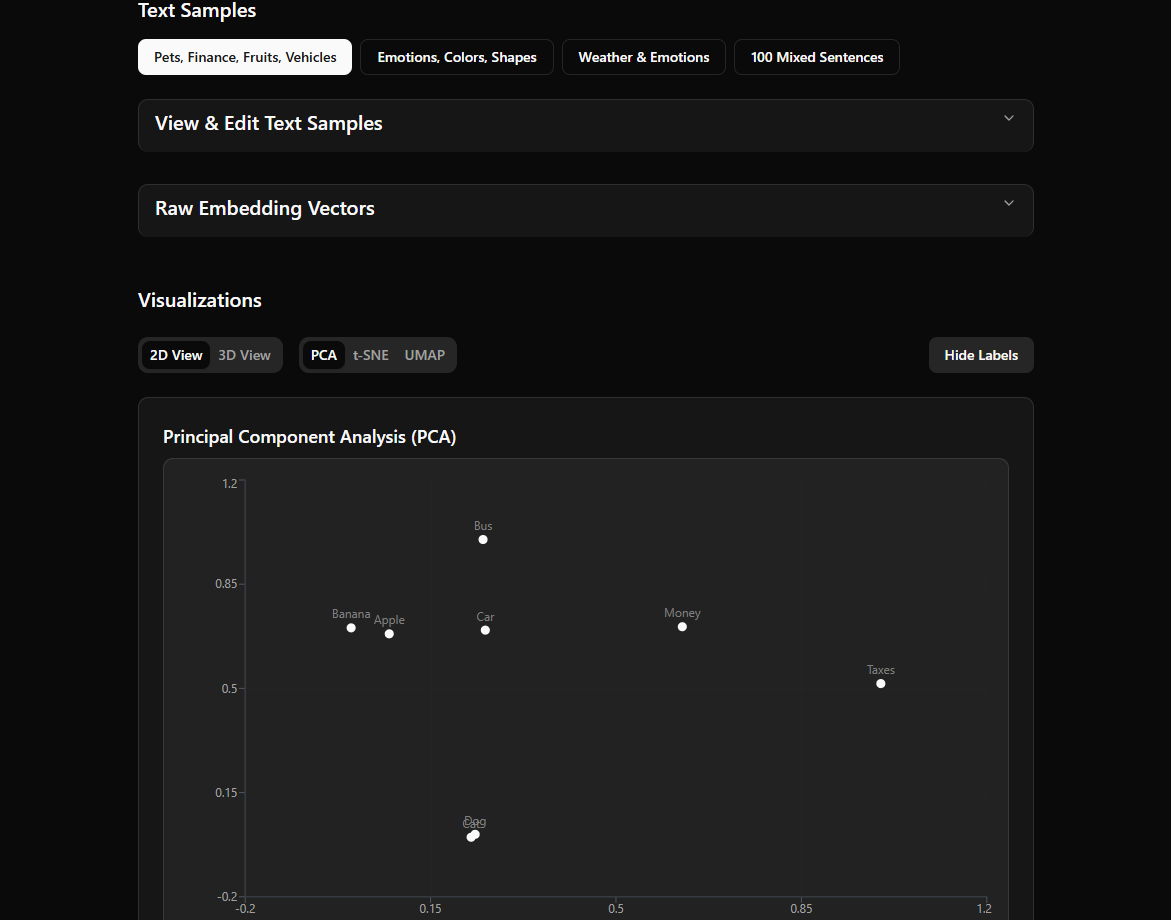 Text Samples
Pets, Finance, Fruits, Vehicles
Emotions, Colors, Shapes
Weather & Emotions
100 Mixed Sentences
View & Edit Text Samples
Raw Embedding Vectors
Visualizations
2D View
3D View
PCA
t-SNE
UMAP
Hide Labels
Principal Component Analysis (PCA)
1.2
Bus
0.85
Banana
Apple
Car
Money
Taxes
0.5
0.15
Dog
-0.2
-0.2
0.15
0.5
0.85
1.2